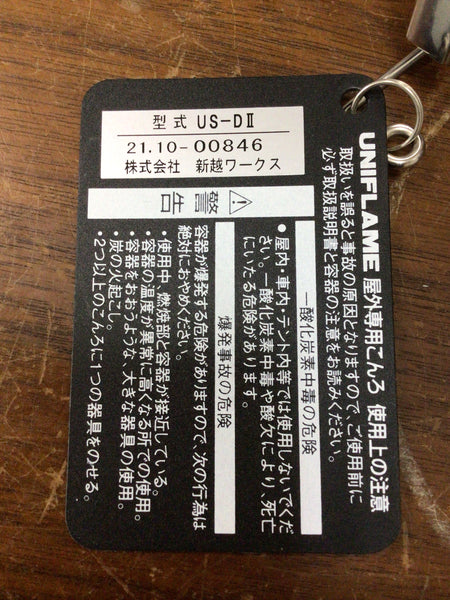 型式 US-DⅡ
21.10-00846
株式会社 新越ワークス
UNIFLAME 屋外専用こんろ 使用上の注意
取扱いを誤ると事故の原因となりますので、ご使用前に
必ず取扱説明書と容器の注意をお読みください。
⚠警告
一酸化炭素中毒の危険
●屋内・車内・テント内等では使用しないでくだ
さい。一酸化炭素中毒や酸欠により、死亡
にいたる危険があります。
爆発事故の危険
容器が爆発する危険がありますので、次の行為は
絶対におやめください。
・使用中、燃焼部と容器が接近している。
・容器の温度が異常に高くなる所での使用。
・容器をおおうような、大きな器具の使用。
・炭の火起こし。
・2つ以上のこんろに1つの器具をのせる。